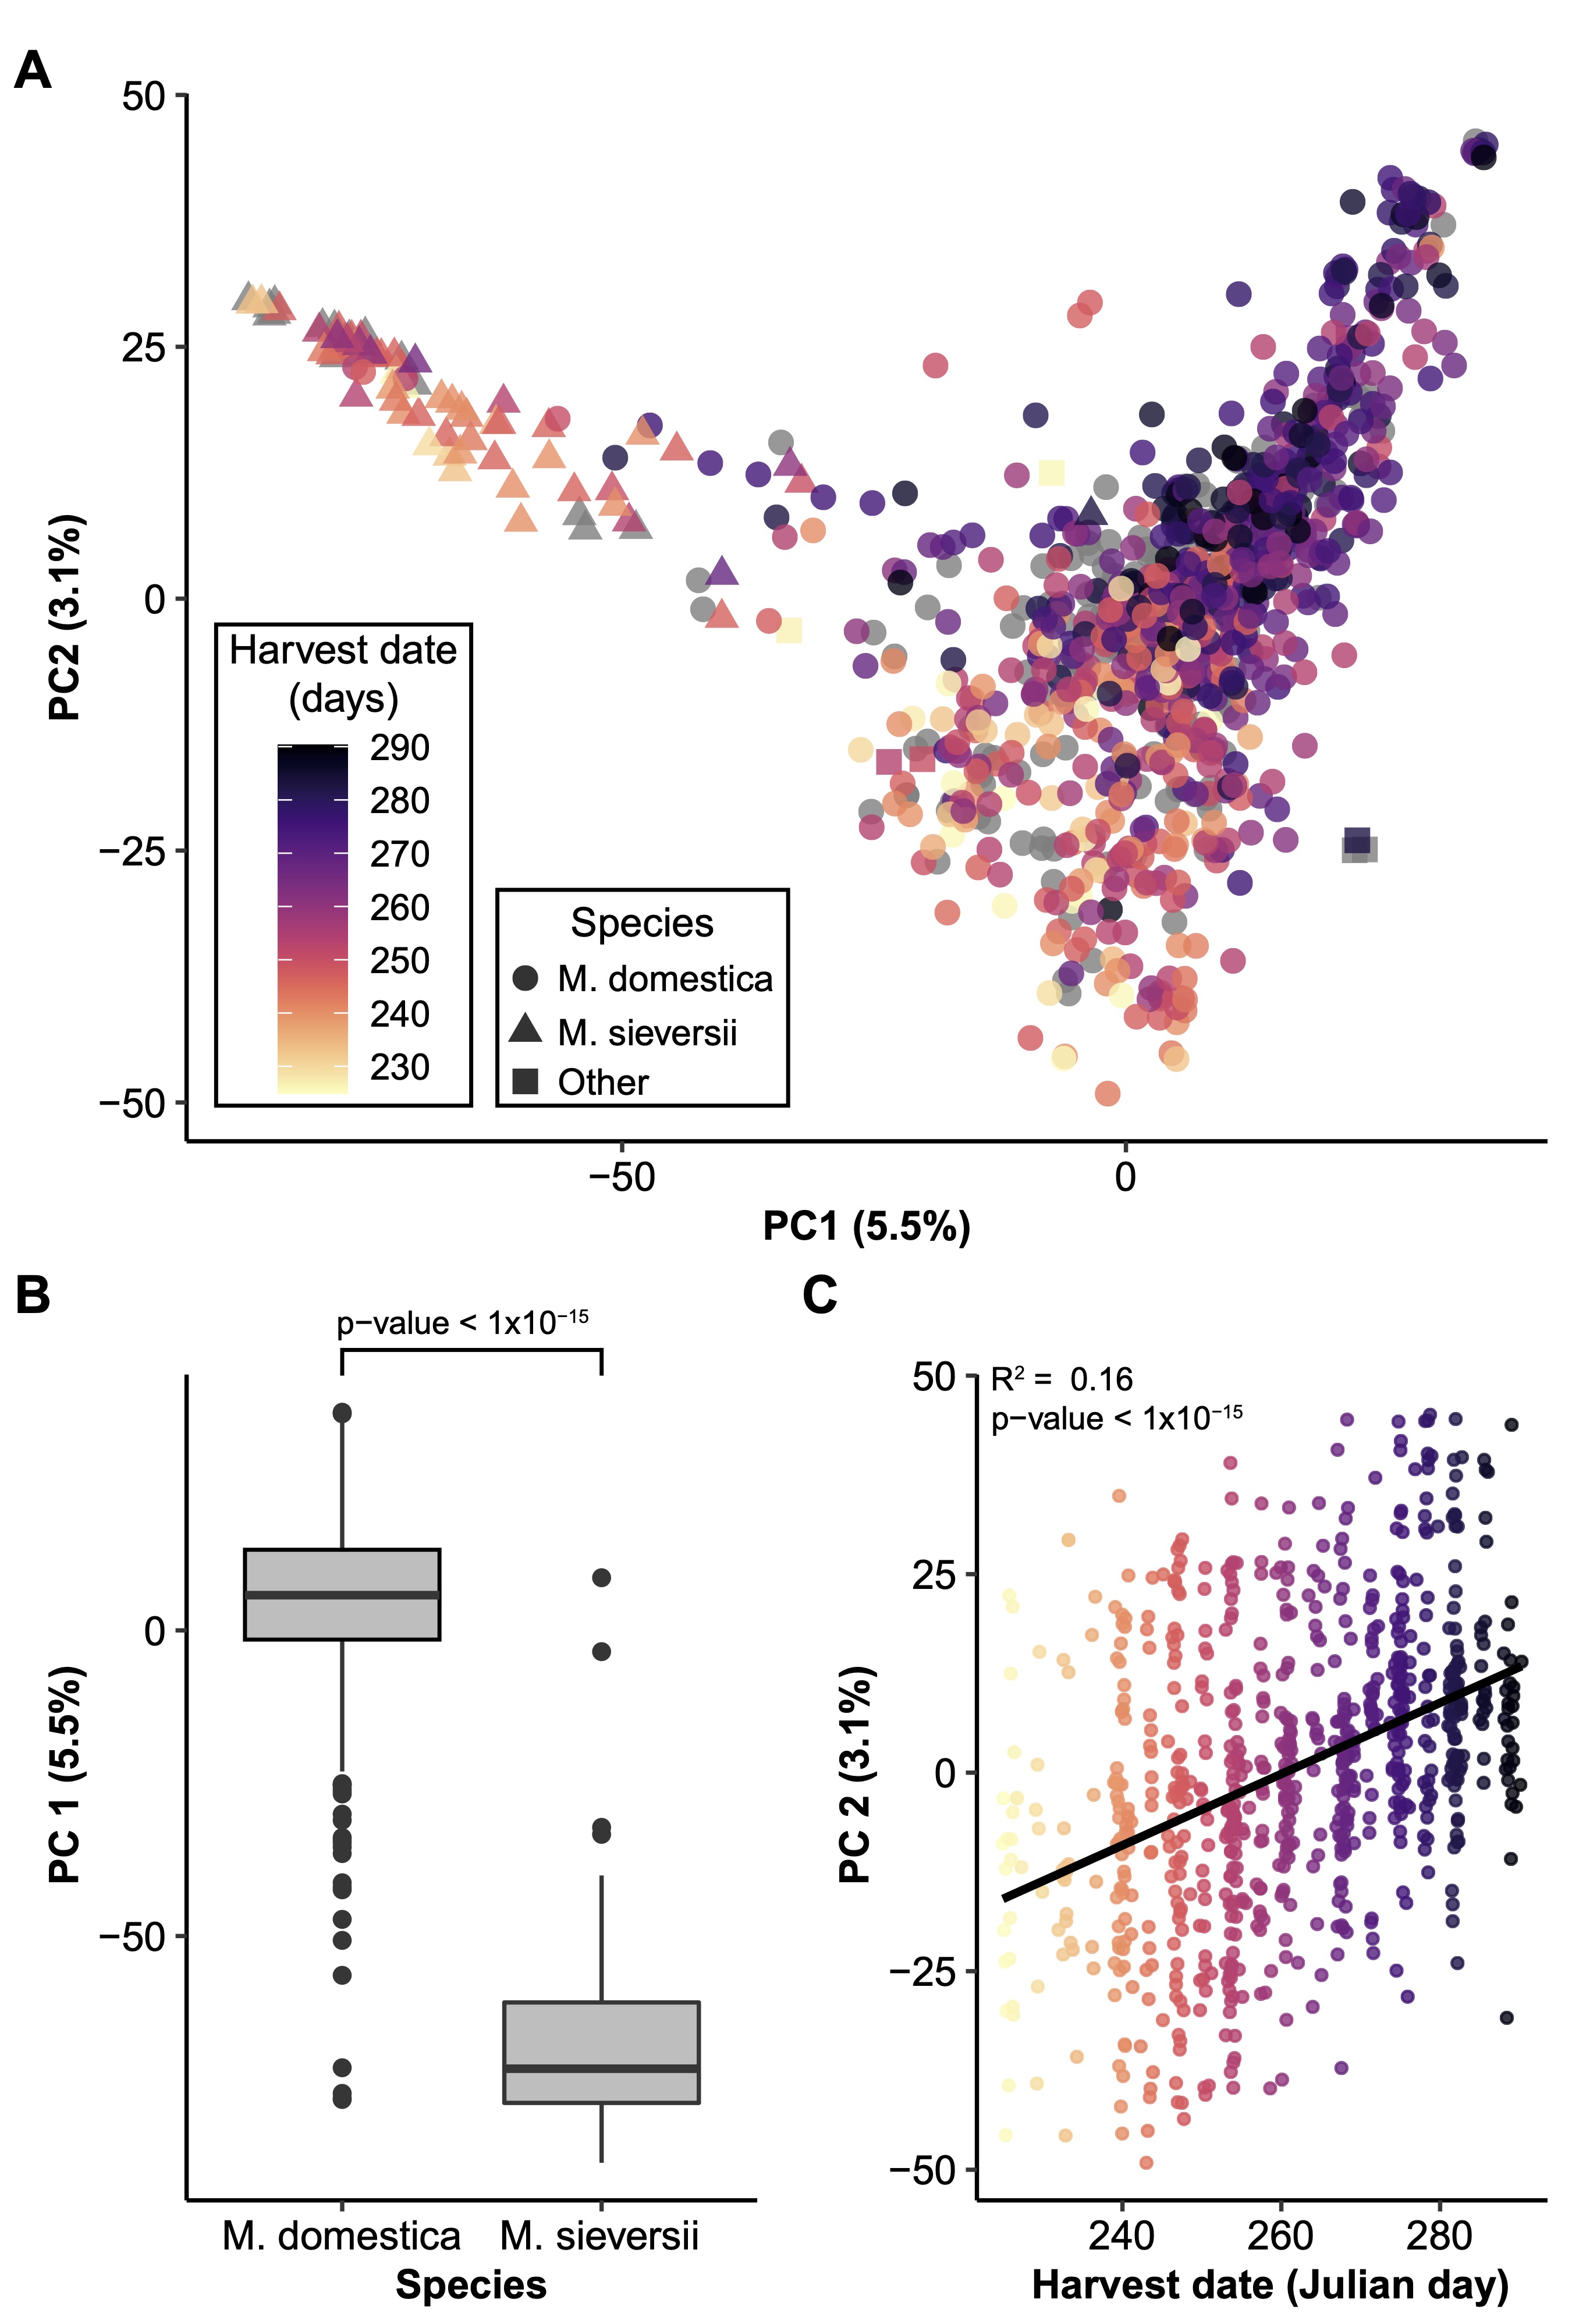 A
50
25
0
−25
−50
PC2 (3.1%)
Harvest date
(days)
290
280
270
260
250
240
230
Species
M. domestica
M. sieversii
Other
−50
0
PC1 (5.5%)
B
p−value < 1x10⁻¹⁵
0
−50
PC 1 (5.5%)
M. domestica
M. sieversii
Species
C
R² = 0.16
p−value < 1x10⁻¹⁵
50
25
0
−25
−50
PC 2 (3.1%)
240
260
280
Harvest date (Julian day)